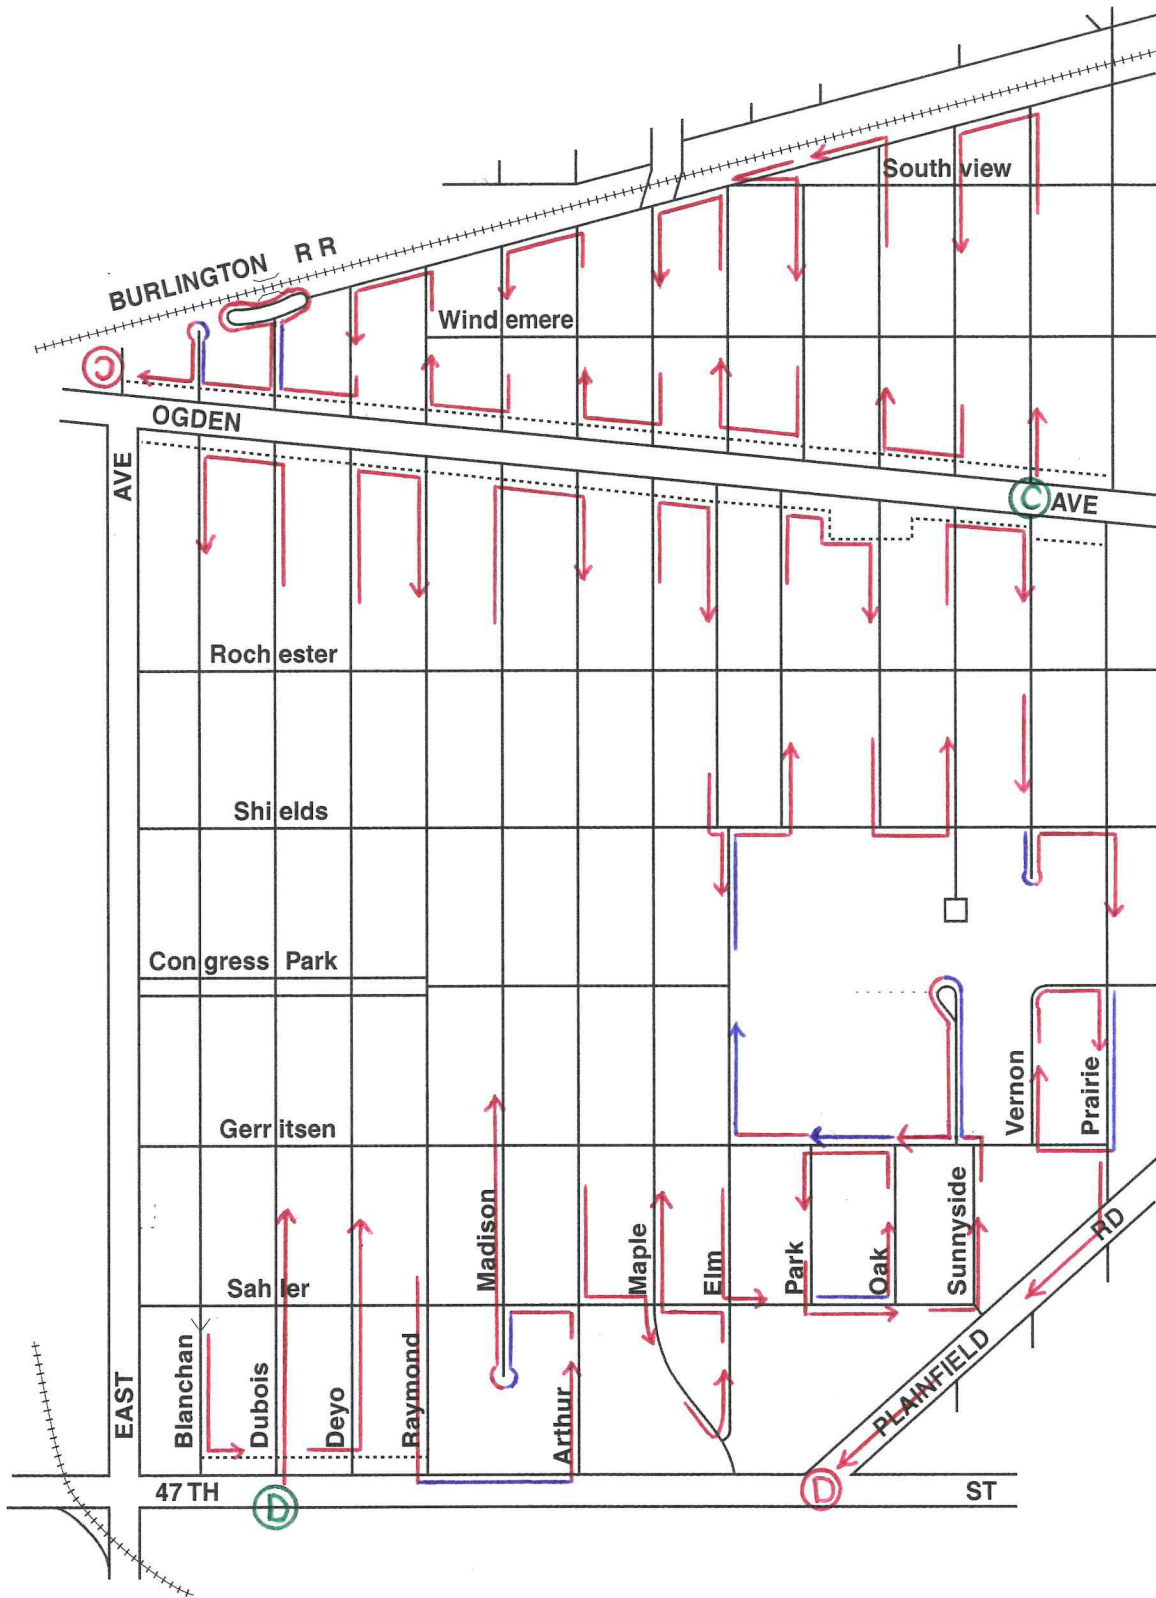 South view
BURLINGTON R R
Wind emere
C
OGDEN
AVE
C
AVE
Roch ester
Shi elds
Con gress Park
Vernon
Prairie
Gerr itsen
Madison
Maple
Elm
Park
Oak
Sunnyside
RD
Sah ler
Blanchan
Dubois
Deyo
Raymond
Arthur
PLAINFIELD
EAST
47 TH
D
D
ST